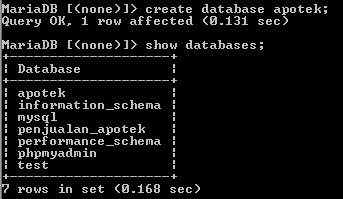 MariaDB [(none)]> create database apotek;
Query OK, 1 row affected (0.131 sec)
MariaDB [(none)]> show databases;
+--------------------+
| Database           |
+--------------------+
| apotek             |
| information_schema |
| mysql              |
| penjualan_apotek   |
| performance_schema |
| phpmyadmin         |
| test               |
+--------------------+
7 rows in set (0.168 sec)